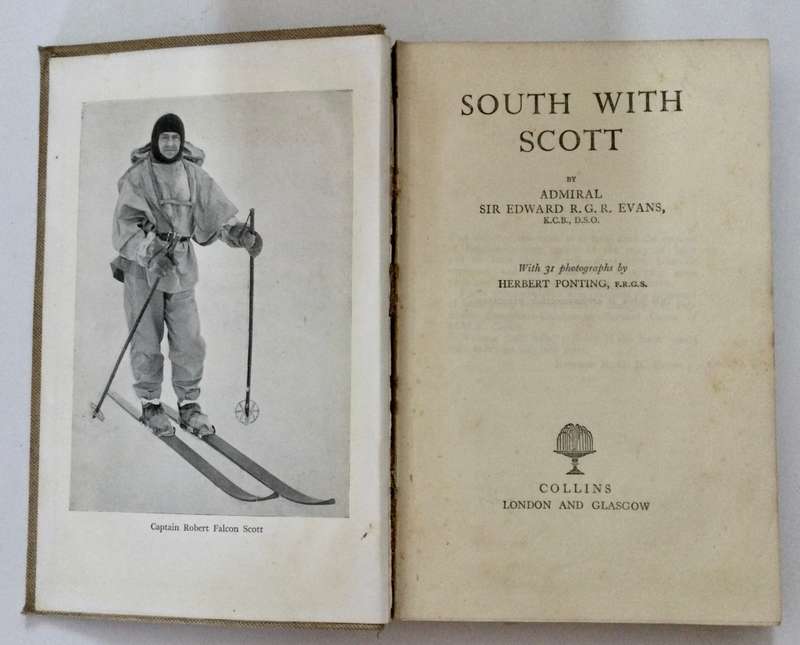 Captain Robert Falcon Scott
SOUTH WITH
SCOTT
BY
ADMIRAL
SIR EDWARD R. G. R. EVANS,
K.C.B., D.S.O.
With 31 photographs by
HERBERT PONTING, F.R.G.S.
COLLINS
LONDON AND GLASGOW